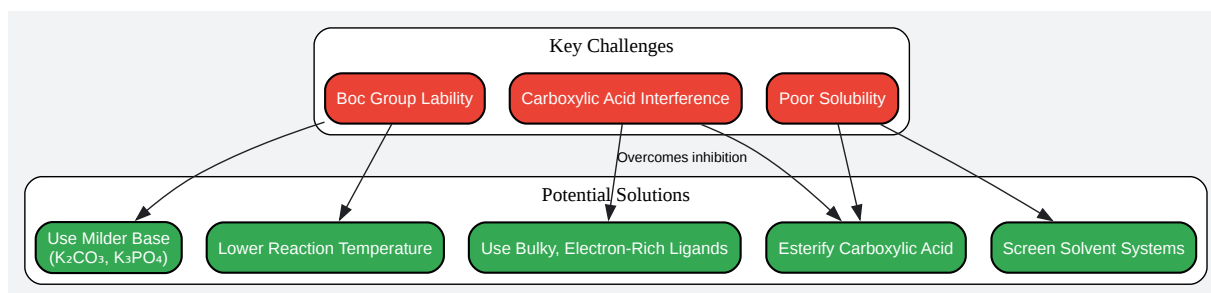 Key Challenges
Boc Group Lability
Carboxylic Acid Interference
Poor Solubility
Overcomes inhibition
Potential Solutions
Use Milder Base
(K₂CO₃, K₃PO₄)
Lower Reaction Temperature
Use Bulky, Electron-Rich Ligands
Esterify Carboxylic Acid
Screen Solvent Systems